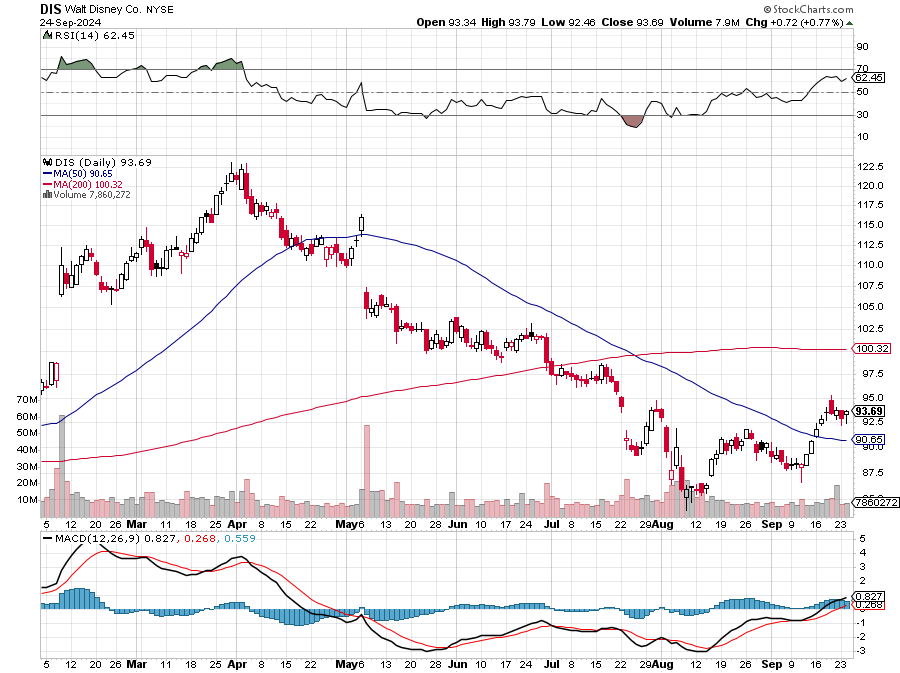 DIS Walt Disney Co. NYSE
© StockCharts.com
24-Sep-2024
Open 93.34 High 93.79 Low 92.46 Close 93.69 Volume 7.9M Chg +0.72 (+0.77%)
RSI(14) 62.45
90
70
62.45
50
30
10
DIS (Daily) 93.69
MA(50) 90.65
MA(200) 100.32
Volume 7,860,272
122.5
120.0
117.5
115.0
112.5
110.0
107.5
105.0
102.5
100.32
97.5
95.0
93.69
92.5
90.65
90.0
87.5
7860272
70M
60M
50M
40M
30M
20M
10M
5 12 20 26 Mar 11 18 25 Apr 8 15 22 May 6 13 20 28 Jun 10 17 24 Jul 8 15 22 29 Aug 12 19 26 Sep 9 16 23
MACD(12,26,9) 0.827, 0.268, 0.559
5
4
3
2
0.827
0.268
-1
-2
-3
5 12 20 26 Mar 11 18 25 Apr 8 15 22 May 6 13 20 28 Jun 10 17 24 Jul 8 15 22 29 Aug 12 19 26 Sep 9 16 23